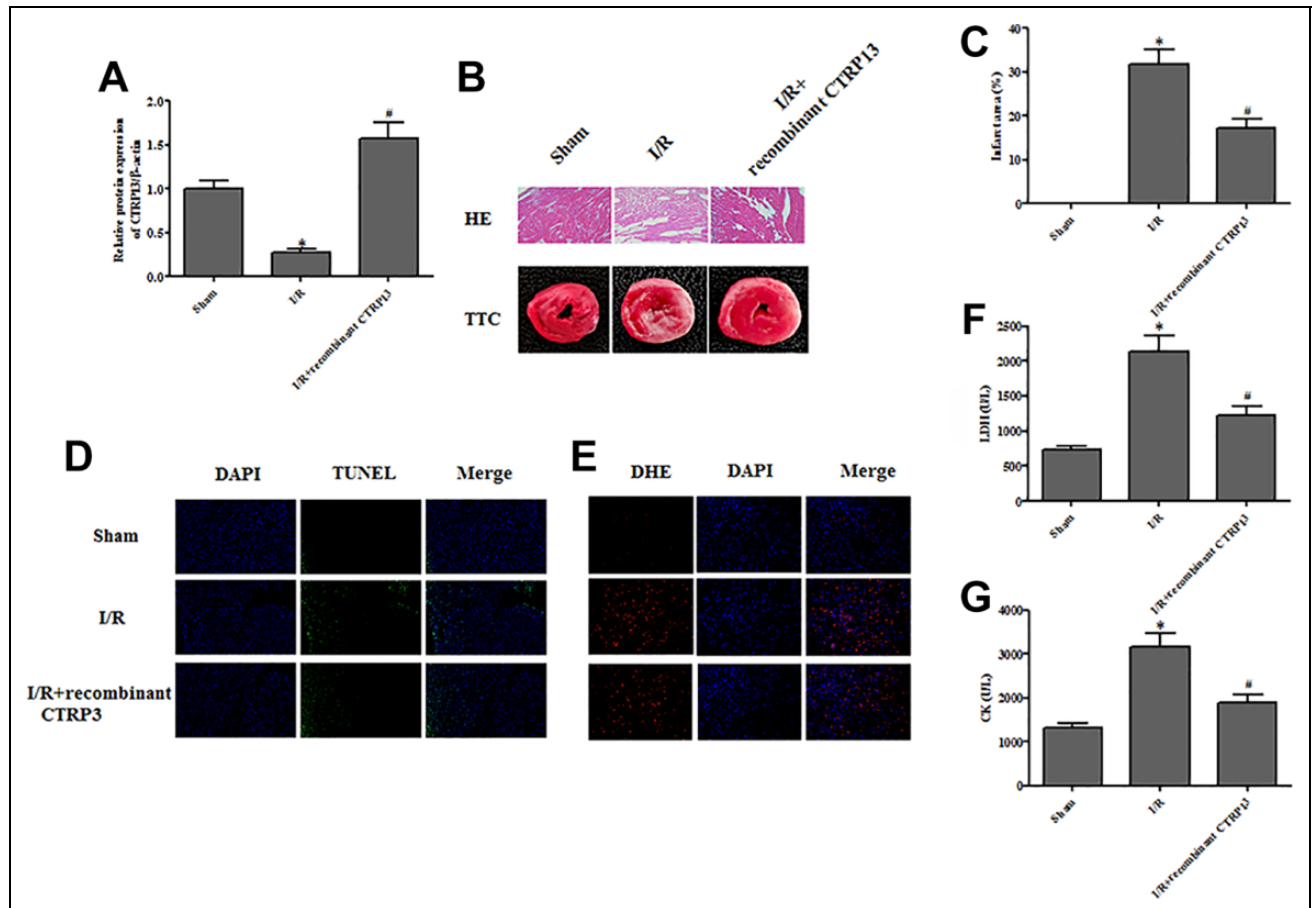 A
Relative protein expression
of CTRP13/β-actin
2.0
1.5
1.0
0.5
0.0
*
#
Sham
I/R
I/R+recombinant CTRP13
B
Sham
I/R
I/R+
recombinant CTRP13
HE
TTC
C
Infarct area (%)
40
30
20
10
0
*
#
Sham
I/R
I/R+recombinant CTRP13
D
DAPI
TUNEL
Merge
Sham
I/R
I/R+recombinant
CTRP3
E
DHE
DAPI
Merge
F
LDH (U/L)
2500
2000
1500
1000
500
0
*
#
Sham
I/R
I/R+recombinant CTRP13
G
CK (U/L)
4000
3000
2000
1000
0
*
#
Sham
I/R
I/R+recombinant CTRP13